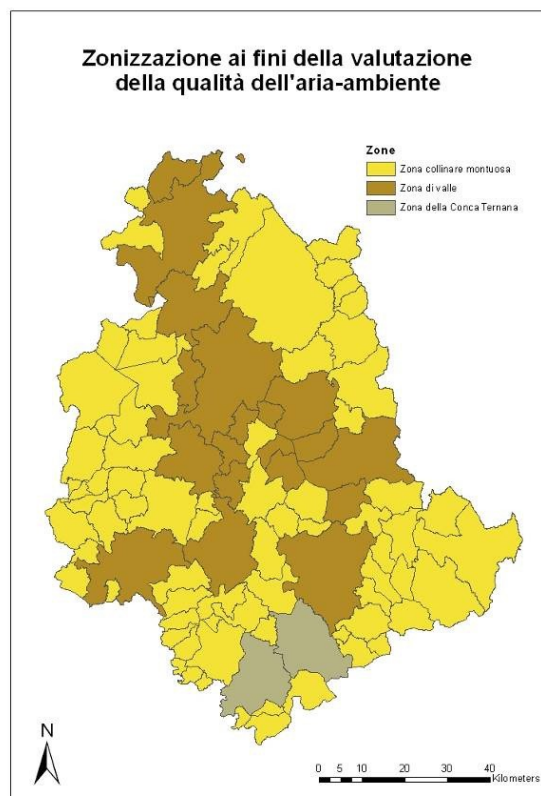 Zonizzazione ai fini della valutazione
della qualità dell'aria-ambiente
Zone
Zona collinare montuosa
Zona di valle
Zona della Conca Ternana
N
0 5 10 20 30 40
Kilometers